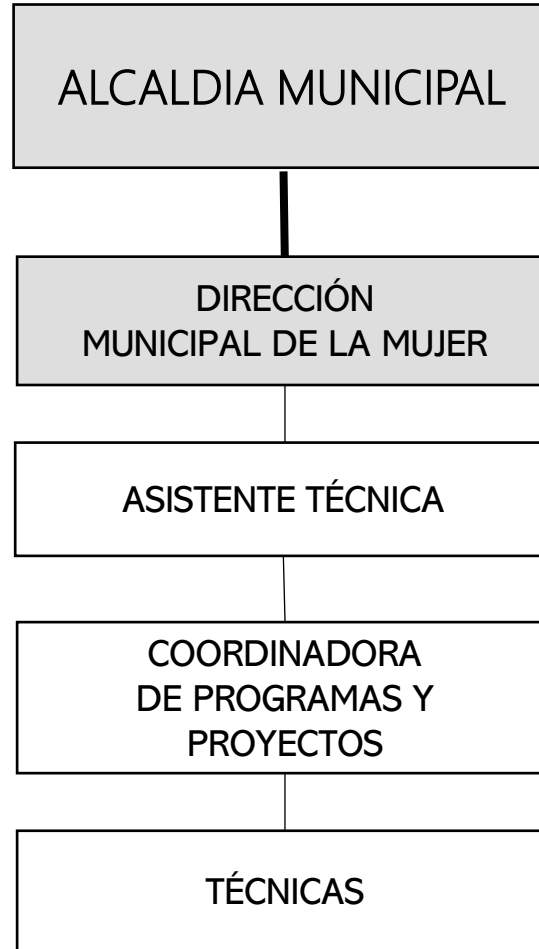 ALCALDIA MUNICIPAL
DIRECCIÓN
MUNICIPAL DE LA MUJER
ASISTENTE TÉCNICA
COORDINADORA
DE PROGRAMAS Y
PROYECTOS
TÉCNICAS